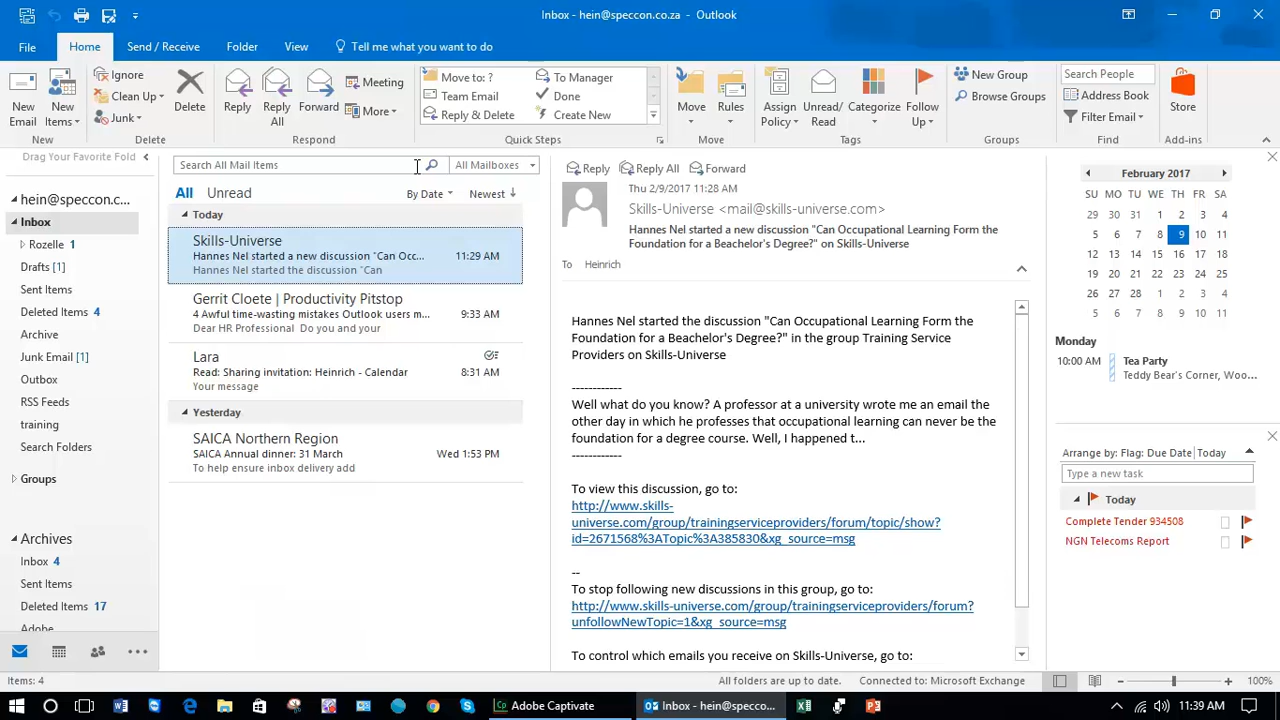 Inbox - hein@speccon.co.za - Outlook
File Home Send / Receive Folder View Tell me what you want to do
New Email
New Items
Ignore
Clean Up
Junk
Delete
Reply
Reply All
Forward
Meeting
More
Move to: ?
To Manager
Team Email
Done
Reply & Delete
Create New
Move
Rules
Assign Policy
Unread/ Read
Categorize
Follow Up
New Group
Browse Groups
Search People
Address Book
Filter Email
Store
New Delete Respond Quick Steps Move Tags Groups Find Add-ins
Drag Your Favorite Fold
hein@speccon.c...
Inbox
Rozelle 1
Drafts [1]
Sent Items
Deleted Items 4
Archive
Junk Email [1]
Outbox
RSS Feeds
training
Search Folders
Groups
Archives
Inbox 4
Sent Items
Deleted Items 17
Adobe
Search All Mail Items
All Mailboxes
All Unread By Date Newest
Today
Skills-Universe
Hannes Nel started a new discussion "Can Occ... 11:29 AM
Hannes Nel started the discussion "Can
Gerrit Cloete | Productivity Pitstop
4 Awful time-wasting mistakes Outlook users m... 9:33 AM
Dear HR Professional Do you and your
Lara
Read: Sharing invitation: Heinrich - Calendar 8:31 AM
Your message
Yesterday
SAICA Northern Region
SAICA Annual dinner: 31 March Wed 1:53 PM
To help ensure inbox delivery add
Reply Reply All Forward
Thu 2/9/2017 11:28 AM
Skills-Universe <mail@skills-universe.com>
Hannes Nel started a new discussion "Can Occupational Learning Form the
Foundation for a Beachelor's Degree?" on Skills-Universe
To Heinrich
Hannes Nel started the discussion "Can Occupational Learning Form the
Foundation for a Beachelor's Degree?" in the group Training Service
Providers on Skills-Universe
------------
Well what do you know? A professor at a university wrote me an email the
other day in which he professes that occupational learning can never be the
foundation for a degree course. Well, I happened t...
------------
To view this discussion, go to:
http://www.skills-
universe.com/group/trainingserviceproviders/forum/topic/show?
id=2671568%3ATopic%3A385830&xg_source=msg
--
To stop following new discussions in this group, go to:
http://www.skills-universe.com/group/trainingserviceproviders/forum?
unfollowNewTopic=1&xg_source=msg
To control which emails you receive on Skills-Universe, go to:
February 2017
SU MO TU WE TH FR SA
29 30 31 1 2 3 4
5 6 7 8 9 10 11
12 13 14 15 16 17 18
19 20 21 22 23 24 25
26 27 28 1 2 3 4
5 6 7 8 9 10 11
Monday
10:00 AM Tea Party
Teddy Bear's Corner, Woo...
Arrange by: Flag: Due Date Today
Type a new task
Today
Complete Tender 934508
NGN Telecoms Report
Items: 4 All folders are up to date. Connected to: Microsoft Exchange 100%
Adobe Captivate
Inbox - hein@specco...
11:39 AM